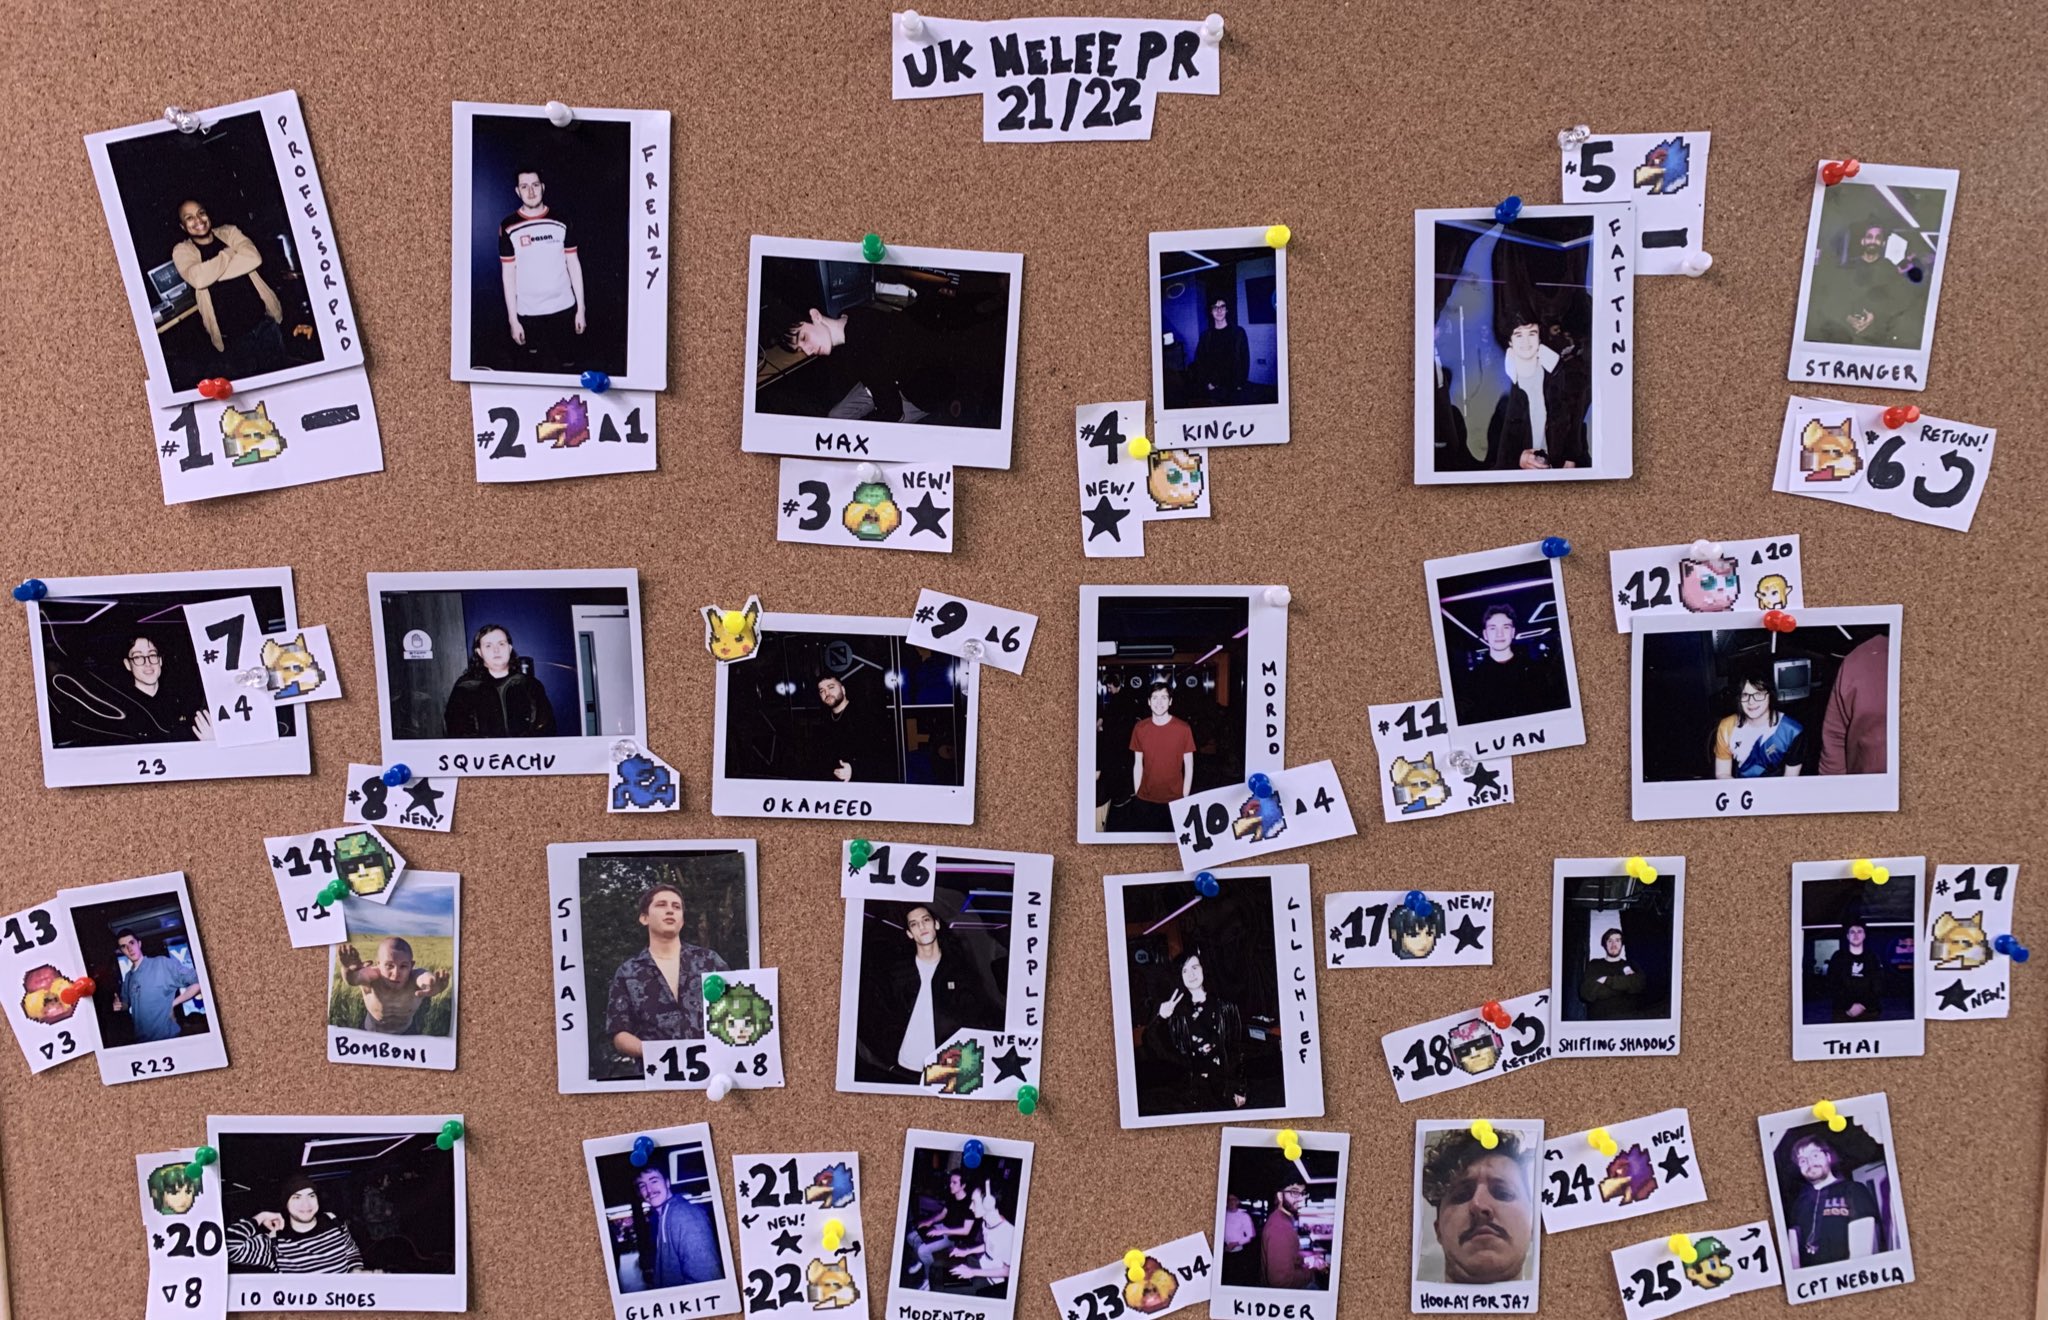 UK MELEE PR
21/22
PROFESSOR PRD
#1 —
FRENZY
#2 ▲1
MAX
#3 NEW! ★
KINGU
#4
NEW!
★
FAT TINO
#5
—
STRANGER
#6 RETURN!
23
#7
▲4
SQUEACHU
#8 ★
NEW!
OKAMEED
#9 ▲6
MORDO
#10 ▲4
LUAN
#11
★
NEW!
GG
#12 ▲10
R23
13
▽3
BOMBONI
#14
▽1
SILAS
#15 ▲8
ZEPPLE
#16
NEW!
★
LIL CHIEF
#17 NEW!
← ★
SHIFTING SHADOWS
#18 → RETURN
THAI
#19
★ NEW!
10 QUID SHOES
#20
▽8
GLAIKIT
#21
← NEW!
★ →
#22
MODENTOR
KIDDER
#23 ▽4
HOORAY FOR JAY
← NEW!
#24 ★
CPT NEBULA
→
#25 ▽1